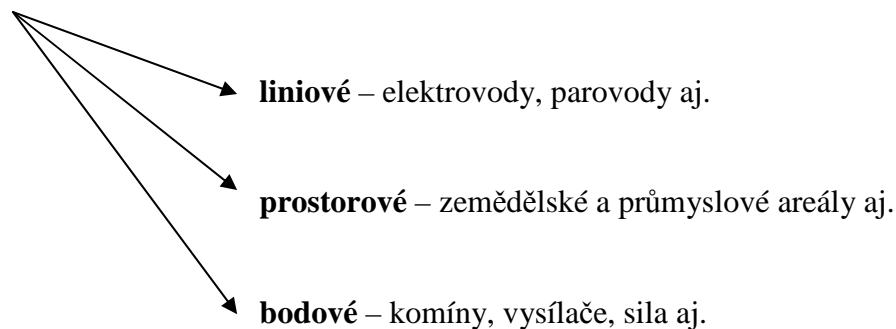 liniové – elektrovody, parovody aj.
prostorové – zemědělské a průmyslové areály aj.
bodové – komíny, vysílače, sila aj.